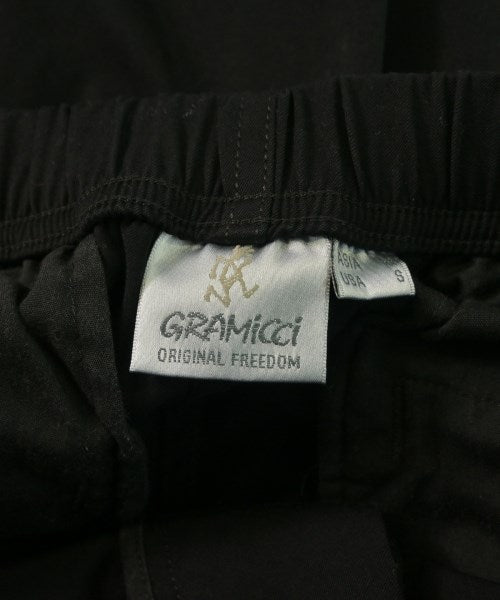 GRAMiCCi
ORIGINAL FREEDOM
ASIA
USA S